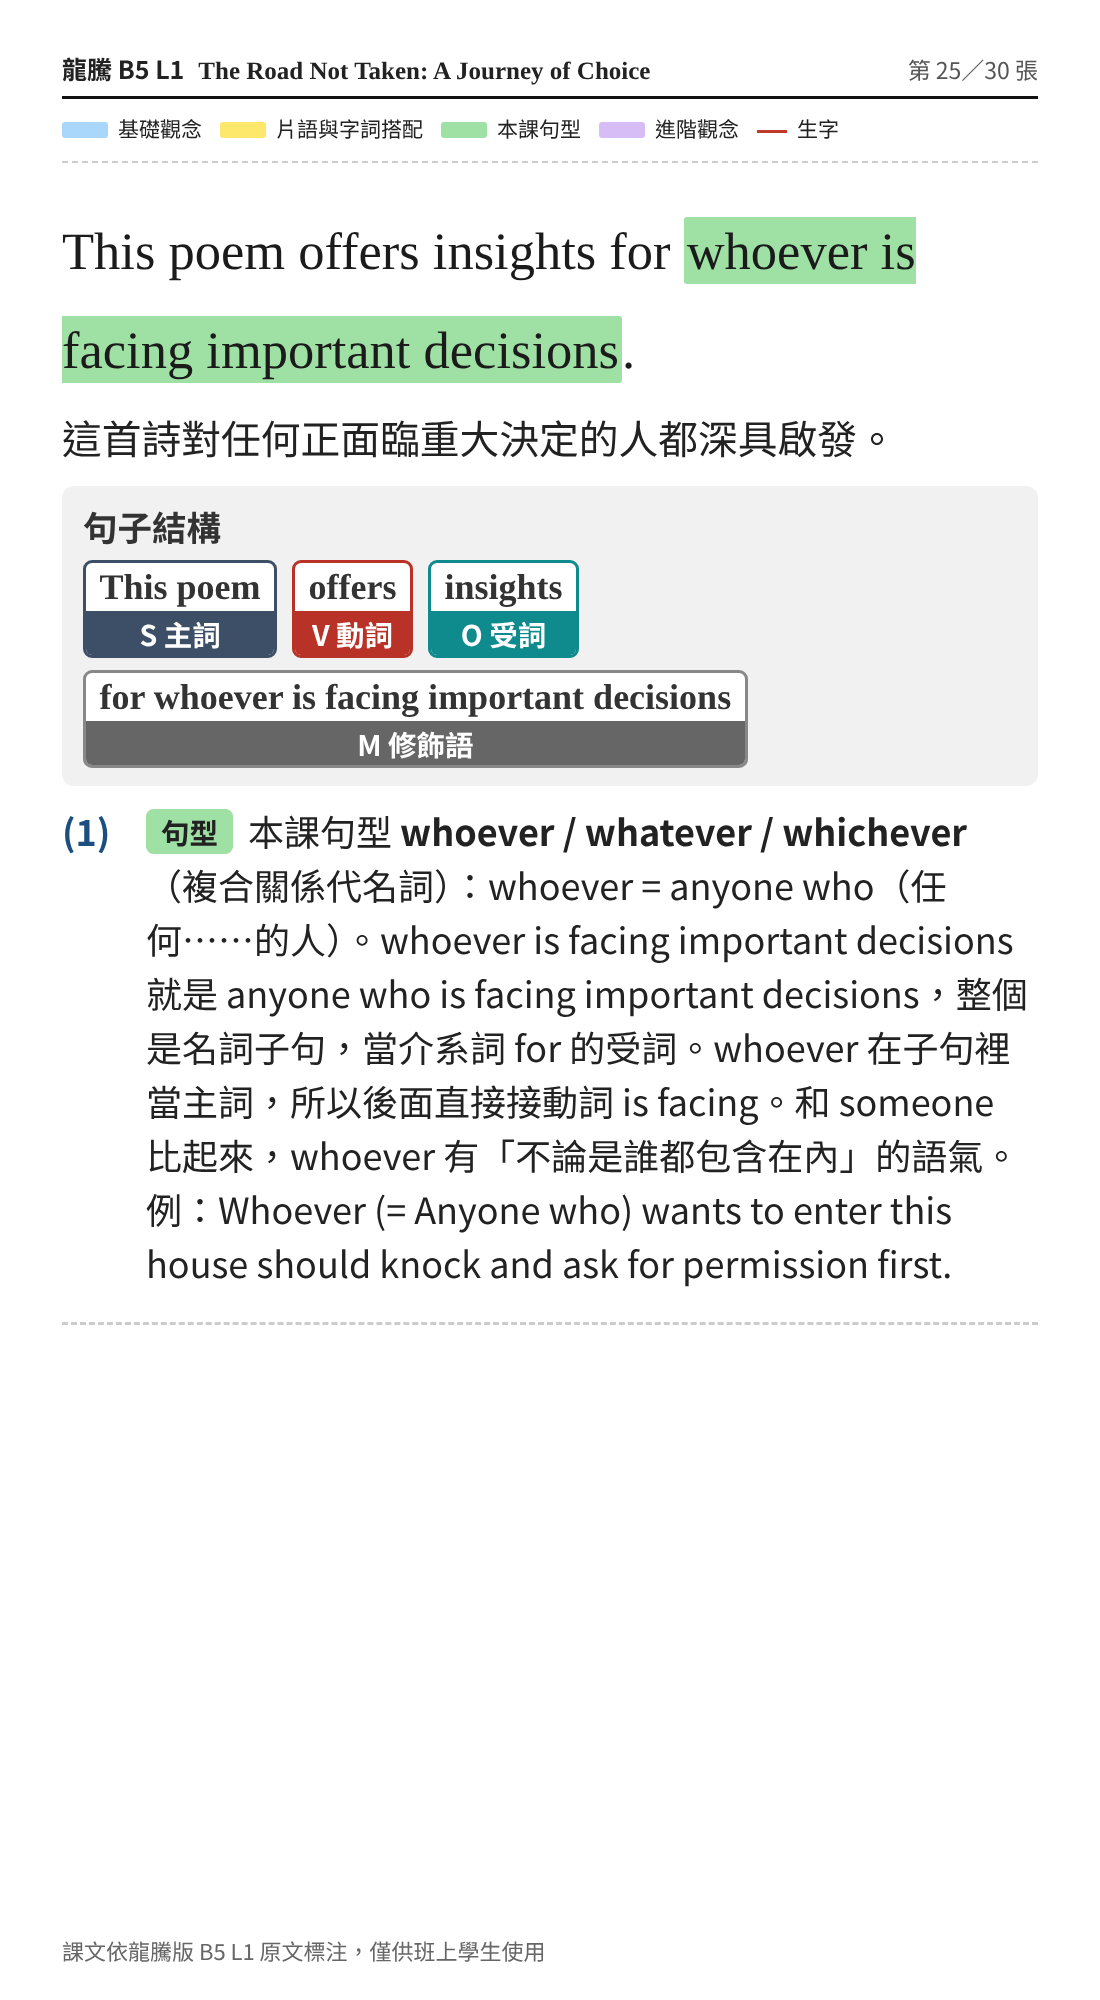 龍騰 B5 L1 The Road Not Taken: A Journey of Choice 第 25／30 張
基礎觀念 片語與字詞搭配 本課句型 進階觀念 生字
This poem offers insights for whoever is
facing important decisions.
這首詩對任何正面臨重大決定的人都深具啟發。
句子結構
This poem offers insights
S 主詞 V 動詞 O 受詞
for whoever is facing important decisions
M 修飾語
(1) 句型 本課句型 whoever / whatever / whichever
（複合關係代名詞）：whoever = anyone who（任
何……的人）。whoever is facing important decisions
就是 anyone who is facing important decisions，整個
是名詞子句，當介系詞 for 的受詞。whoever 在子句裡
當主詞，所以後面直接接動詞 is facing。和 someone
比起來，whoever 有「不論是誰都包含在內」的語氣。
例：Whoever (= Anyone who) wants to enter this
house should knock and ask for permission first.
課文依龍騰版 B5 L1 原文標注，僅供班上學生使用